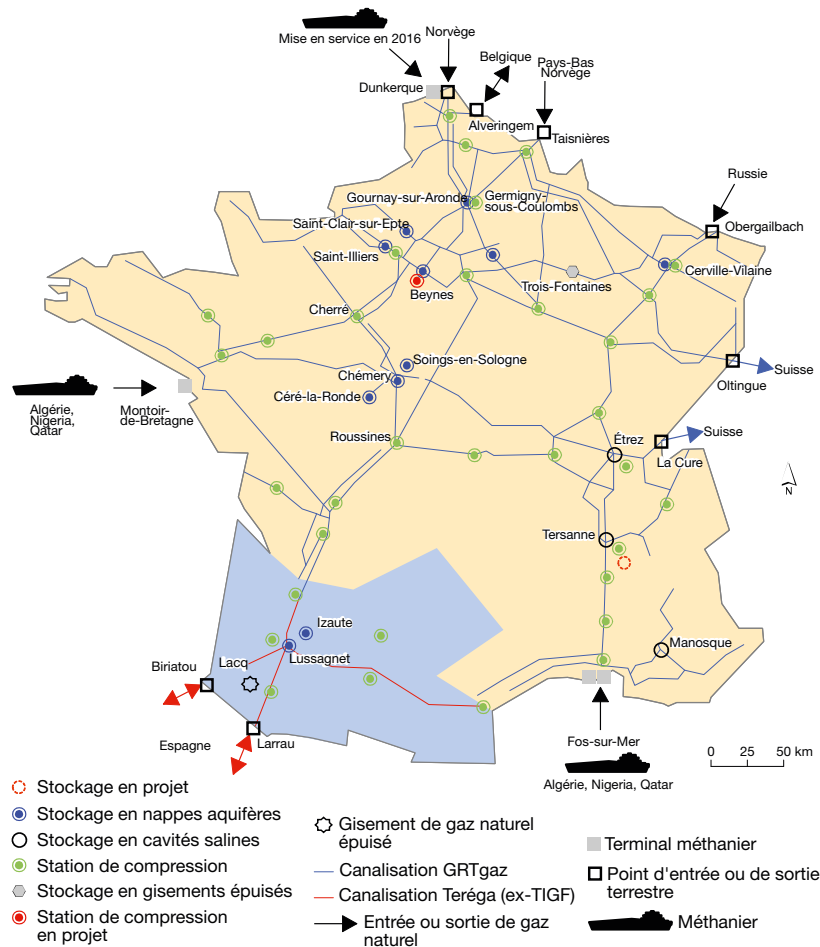 Norvège
Mise en service en 2016
Belgique
Pays-Bas
Norvège
Dunkerque
Alveringem
Taisnières
Russie
Gournay-sur-Aronde
Germigny-
sous-Coulombs
Saint-Clair-sur-Epte
Obergailbach
Saint-Illiers
Cerville-Vilaine
Trois-Fontaines
Beynes
Cherré
Soings-en-Sologne
Chémery
Suisse
Oltingue
Céré-la-Ronde
Algérie,
Nigeria,
Qatar
Montoir-
de-Bretagne
Roussines
Étrez
Suisse
La Cure
N
Tersanne
Izaute
Manosque
Lacq
Lussagnet
Biriatou
Espagne
Larrau
Fos-sur-Mer
0 25 50 km
Algérie, Nigeria, Qatar
Stockage en projet
Stockage en nappes aquifères
Stockage en cavités salines
Station de compression
Stockage en gisements épuisés
Station de compression
en projet
Gisement de gaz naturel
épuisé
Canalisation GRTgaz
Canalisation Teréga (ex-TIGF)
Entrée ou sortie de gaz
naturel
Terminal méthanier
Point d'entrée ou de sortie
terrestre
Méthanier